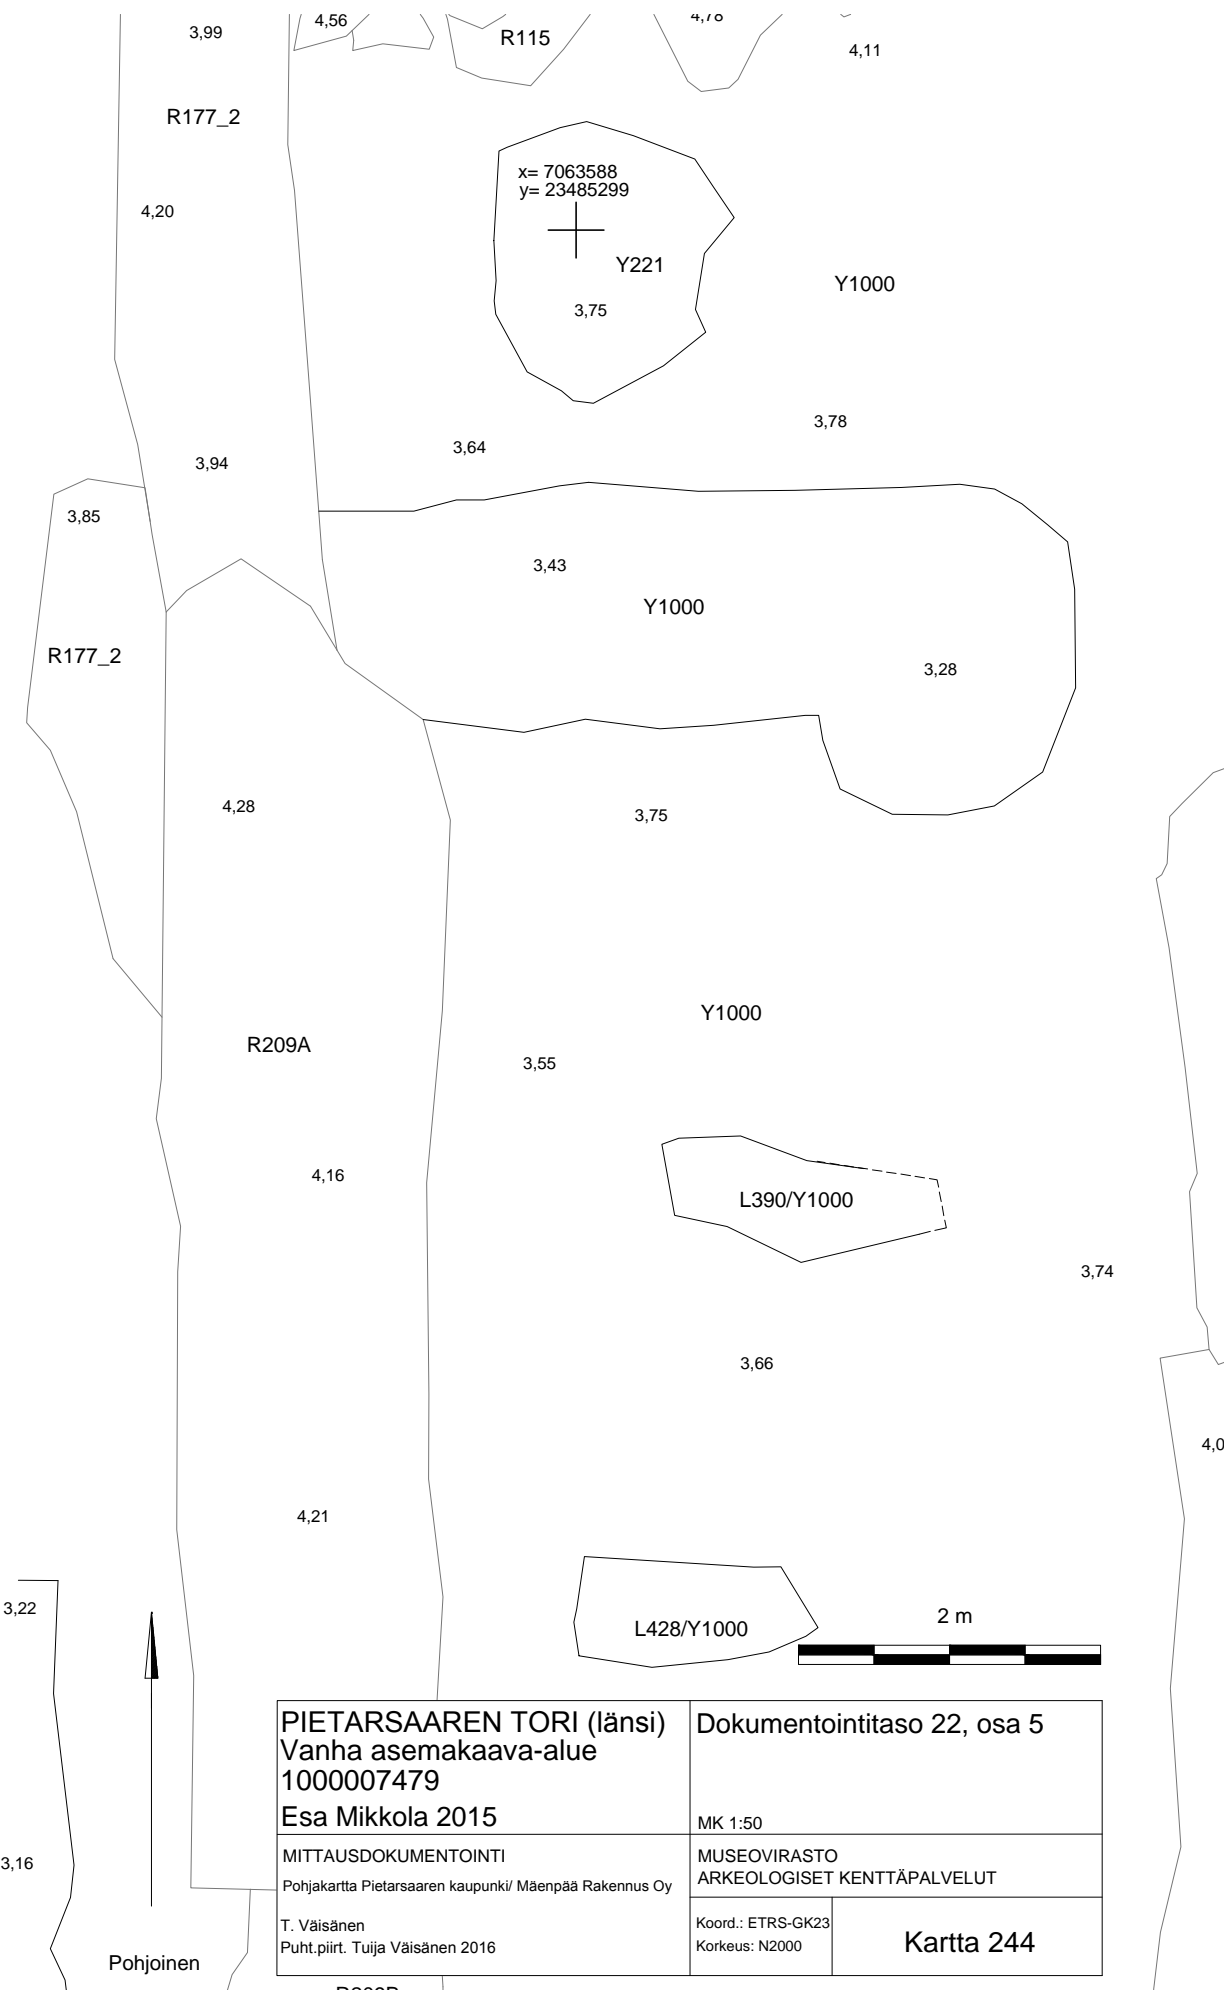 4,56
4,78
3,99
R115
4,11
R177_2
x= 7063588
y= 23485299
4,20
Y221
Y1000
3,75
3,78
3,64
3,94
3,85
3,43
Y1000
R177_2
3,28
4,28
3,75
Y1000
R209A
3,55
4,16
L390/Y1000
3,74
3,66
4,0
4,21
3,22
2 m
L428/Y1000
PIETARSAAREN TORI (länsi)
Vanha asemakaava-alue
1000007479
Esa Mikkola 2015
Dokumentointitaso 22, osa 5
MK 1:50
MITTAUSDOKUMENTOINTI
Pohjakartta Pietarsaaren kaupunki/ Mäenpää Rakennus Oy
T. Väisänen
Puht.piirt. Tuija Väisänen 2016
MUSEOVIRASTO
ARKEOLOGISET KENTTÄPALVELUT
Koord.: ETRS-GK23
Korkeus: N2000
Kartta 244
3,16
Pohjoinen